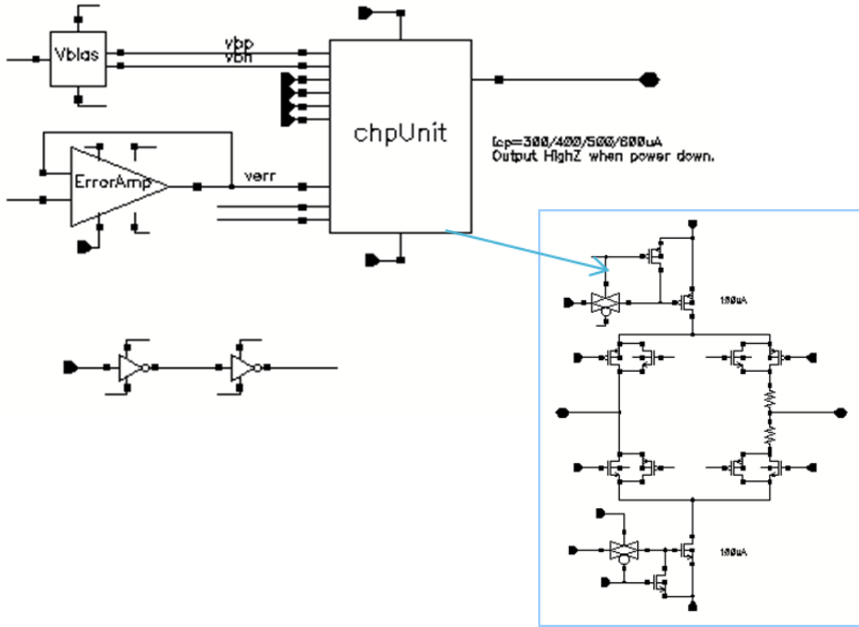 Vbias
vbp
vbn
chpUnit
Icp=300/400/500/600uA
Output HighZ when power down.
ErrorAmp
verr
100uA
100uA